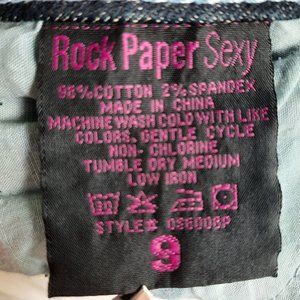 Rock Paper Sexy
98% COTTON 2% SPANDEX
MADE IN CHINA
MACHINE WASH COLD WITH LIKE
COLORS, GENTLE CYCLE
NON- CHLORINE
TUMBLE DRY MEDIUM
LOW IRON
STYLE# 036006P
9